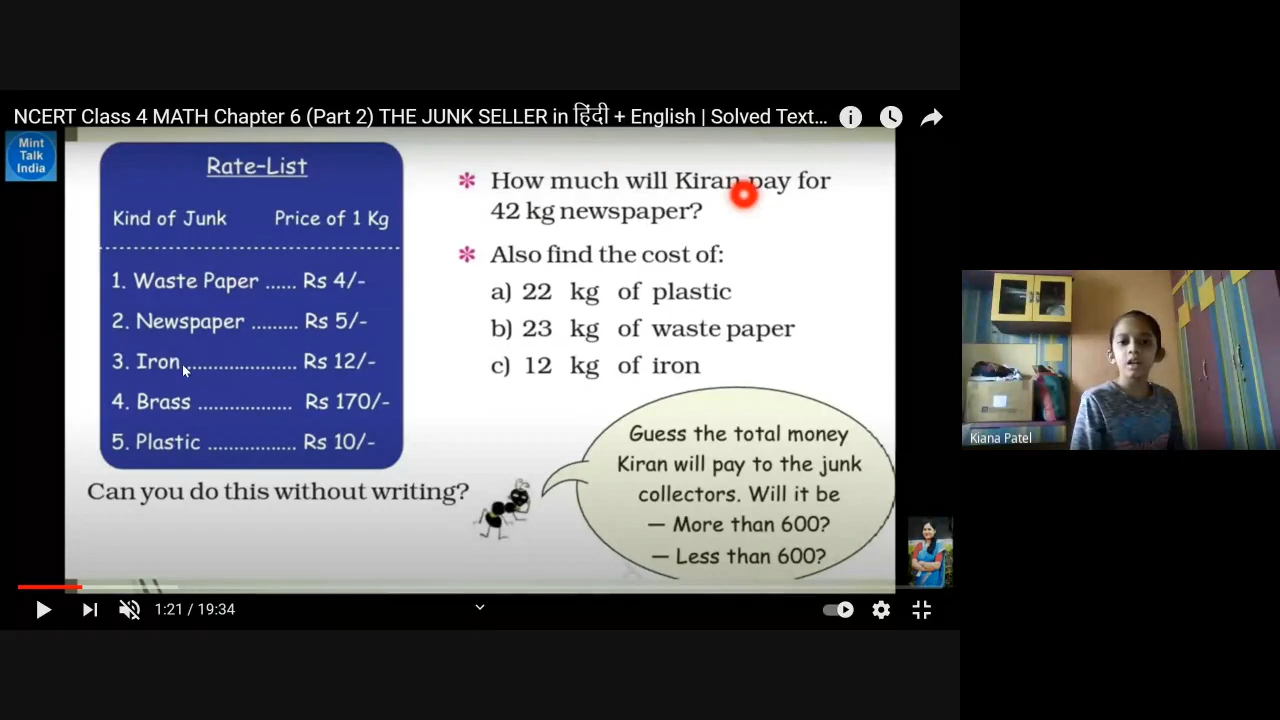 NCERT Class 4 MATH Chapter 6 (Part 2) THE JUNK SELLER in हिंदी + English | Solved Text...
Mint
Talk
India
Rate-List
Kind of Junk Price of 1 Kg
1. Waste Paper ...... Rs 4/-
2. Newspaper ......... Rs 5/-
3. Iron ..................... Rs 12/-
4. Brass .................. Rs 170/-
5. Plastic ................ Rs 10/-
Can you do this without writing?
* How much will Kiran pay for
42 kg newspaper?
* Also find the cost of:
a) 22 kg of plastic
b) 23 kg of waste paper
c) 12 kg of iron
Guess the total money
Kiran will pay to the junk
collectors. Will it be
— More than 600?
— Less than 600?
1:21 / 19:34
Kiana Patel